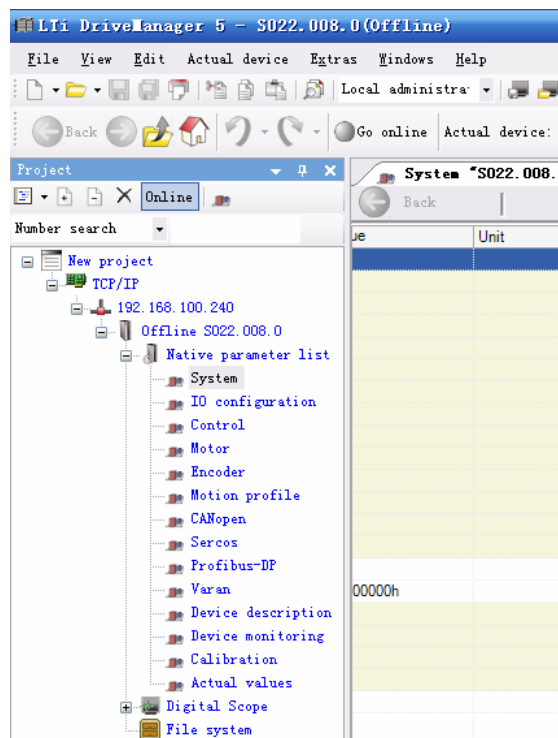 LTi DriveManager 5 - S022.008.0(Offline)
File View Edit Actual device Extras Windows Help
Local administra
Back Go online Actual device:
Project
System "S022.008.
Online
Back
Number search
ue Unit
New project
TCP/IP
192.168.100.240
Offline S022.008.0
Native parameter list
System
IO configuration
Control
Motor
Encoder
Motion profile
CANopen
Sercos
Profibus-DP
Varan
00000h
Device description
Device monitoring
Calibration
Actual values
Digital Scope
File system